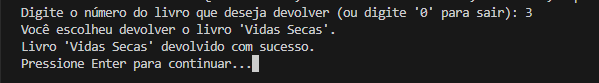 Digite o número do livro que deseja devolver (ou digite '0' para sair): 3
Você escolheu devolver o livro 'Vidas Secas'.
Livro 'Vidas Secas' devolvido com sucesso.
Pressione Enter para continuar...